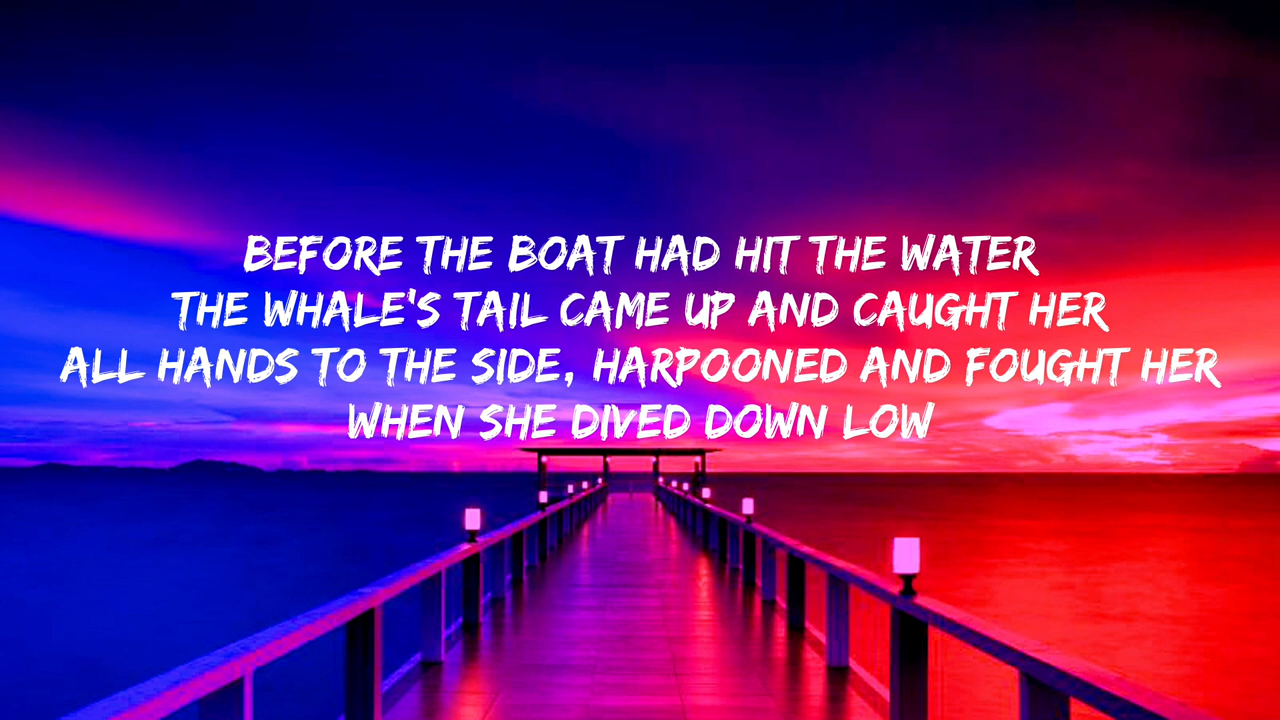 BEFORE THE BOAT HAD HIT THE WATER
THE WHALE'S TAIL CAME UP AND CAUGHT HER
ALL HANDS TO THE SIDE, HARPOONED AND FOUGHT HER
WHEN SHE DIVED DOWN LOW